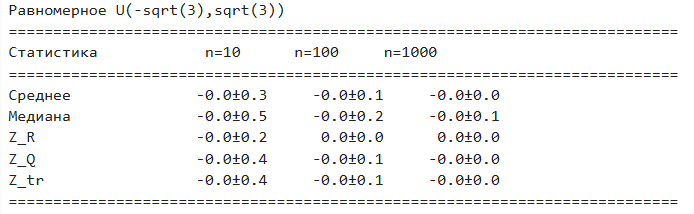 Равномерное U(-sqrt(3),sqrt(3))
===========================================================================
Статистика            n=10      n=100     n=1000
===========================================================================
Среднее              -0.0±0.3     -0.0±0.1     -0.0±0.0
Медиана              -0.0±0.5     -0.0±0.2     -0.0±0.1
Z_R                  -0.0±0.2      0.0±0.0      0.0±0.0
Z_Q                  -0.0±0.4     -0.0±0.1     -0.0±0.0
Z_tr                 -0.0±0.4     -0.0±0.1     -0.0±0.0
===========================================================================